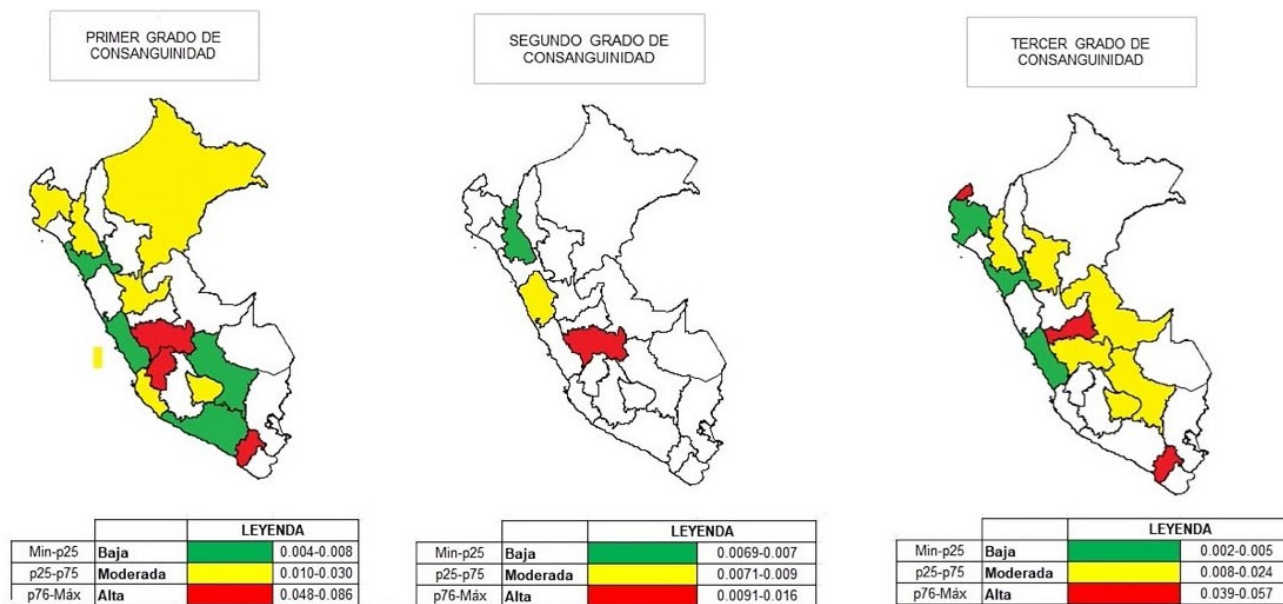 PRIMER GRADO DE
CONSANGUINIDAD
SEGUNDO GRADO DE
CONSANGUINIDAD
TERCER GRADO DE
CONSANGUINIDAD
LEYENDA
Min-p25 Baja 0.004-0.008
p25-p75 Moderada 0.010-0.030
p76-Máx Alta 0.048-0.086
LEYENDA
Min-p25 Baja 0.0069-0.007
p25-p75 Moderada 0.0071-0.009
p76-Máx Alta 0.0091-0.016
LEYENDA
Min-p25 Baja 0.002-0.005
p25-p75 Moderada 0.008-0.024
p76-Máx Alta 0.039-0.057